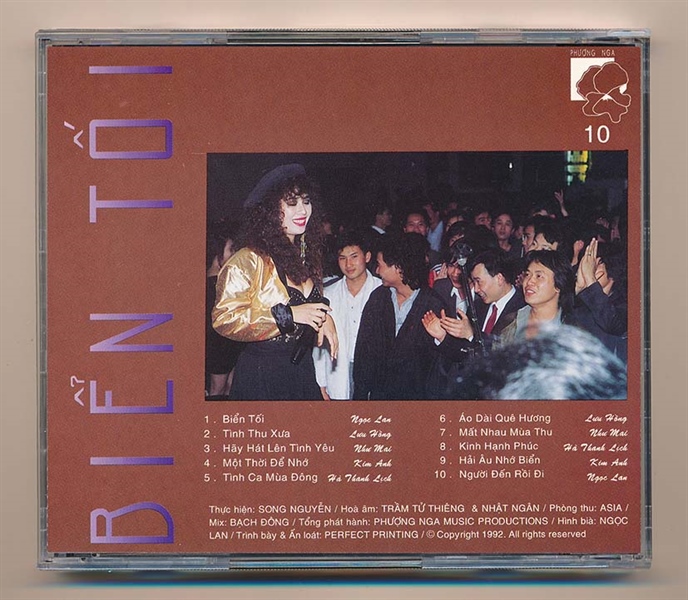 BIỂN TỐI
PHƯỢNG NGA
10
1 . Biển Tối Ngọc Lan
2 . Tình Thu Xưa Lưu Hồng
3 . Hãy Hát Lên Tình Yêu Như Mai
4 . Một Thời Để Nhớ Kim Anh
5 . Tình Ca Mùa Đông Hà Thanh Lịch
6 . Áo Dài Quê Hương Lưu Hồng
7 . Mất Nhau Mùa Thu Như Mai
8 . Kinh Hạnh Phúc Hà Thanh Lịch
9 . Hải Âu Nhớ Biển Kim Anh
10 . Người Đến Rồi Đi Ngọc Lan
Thực hiện: SONG NGUYỄN / Hoà âm: TRẦM TỬ THIÊNG & NHẬT NGÂN / Phòng thu: ASIA /
Mix: BẠCH ĐÔNG / Tổng phát hành: PHƯỢNG NGA MUSIC PRODUCTIONS / Hình bìa: NGỌC
LAN / Trình bày & Ấn loát: PERFECT PRINTING / © Copyright 1992. All rights reserved